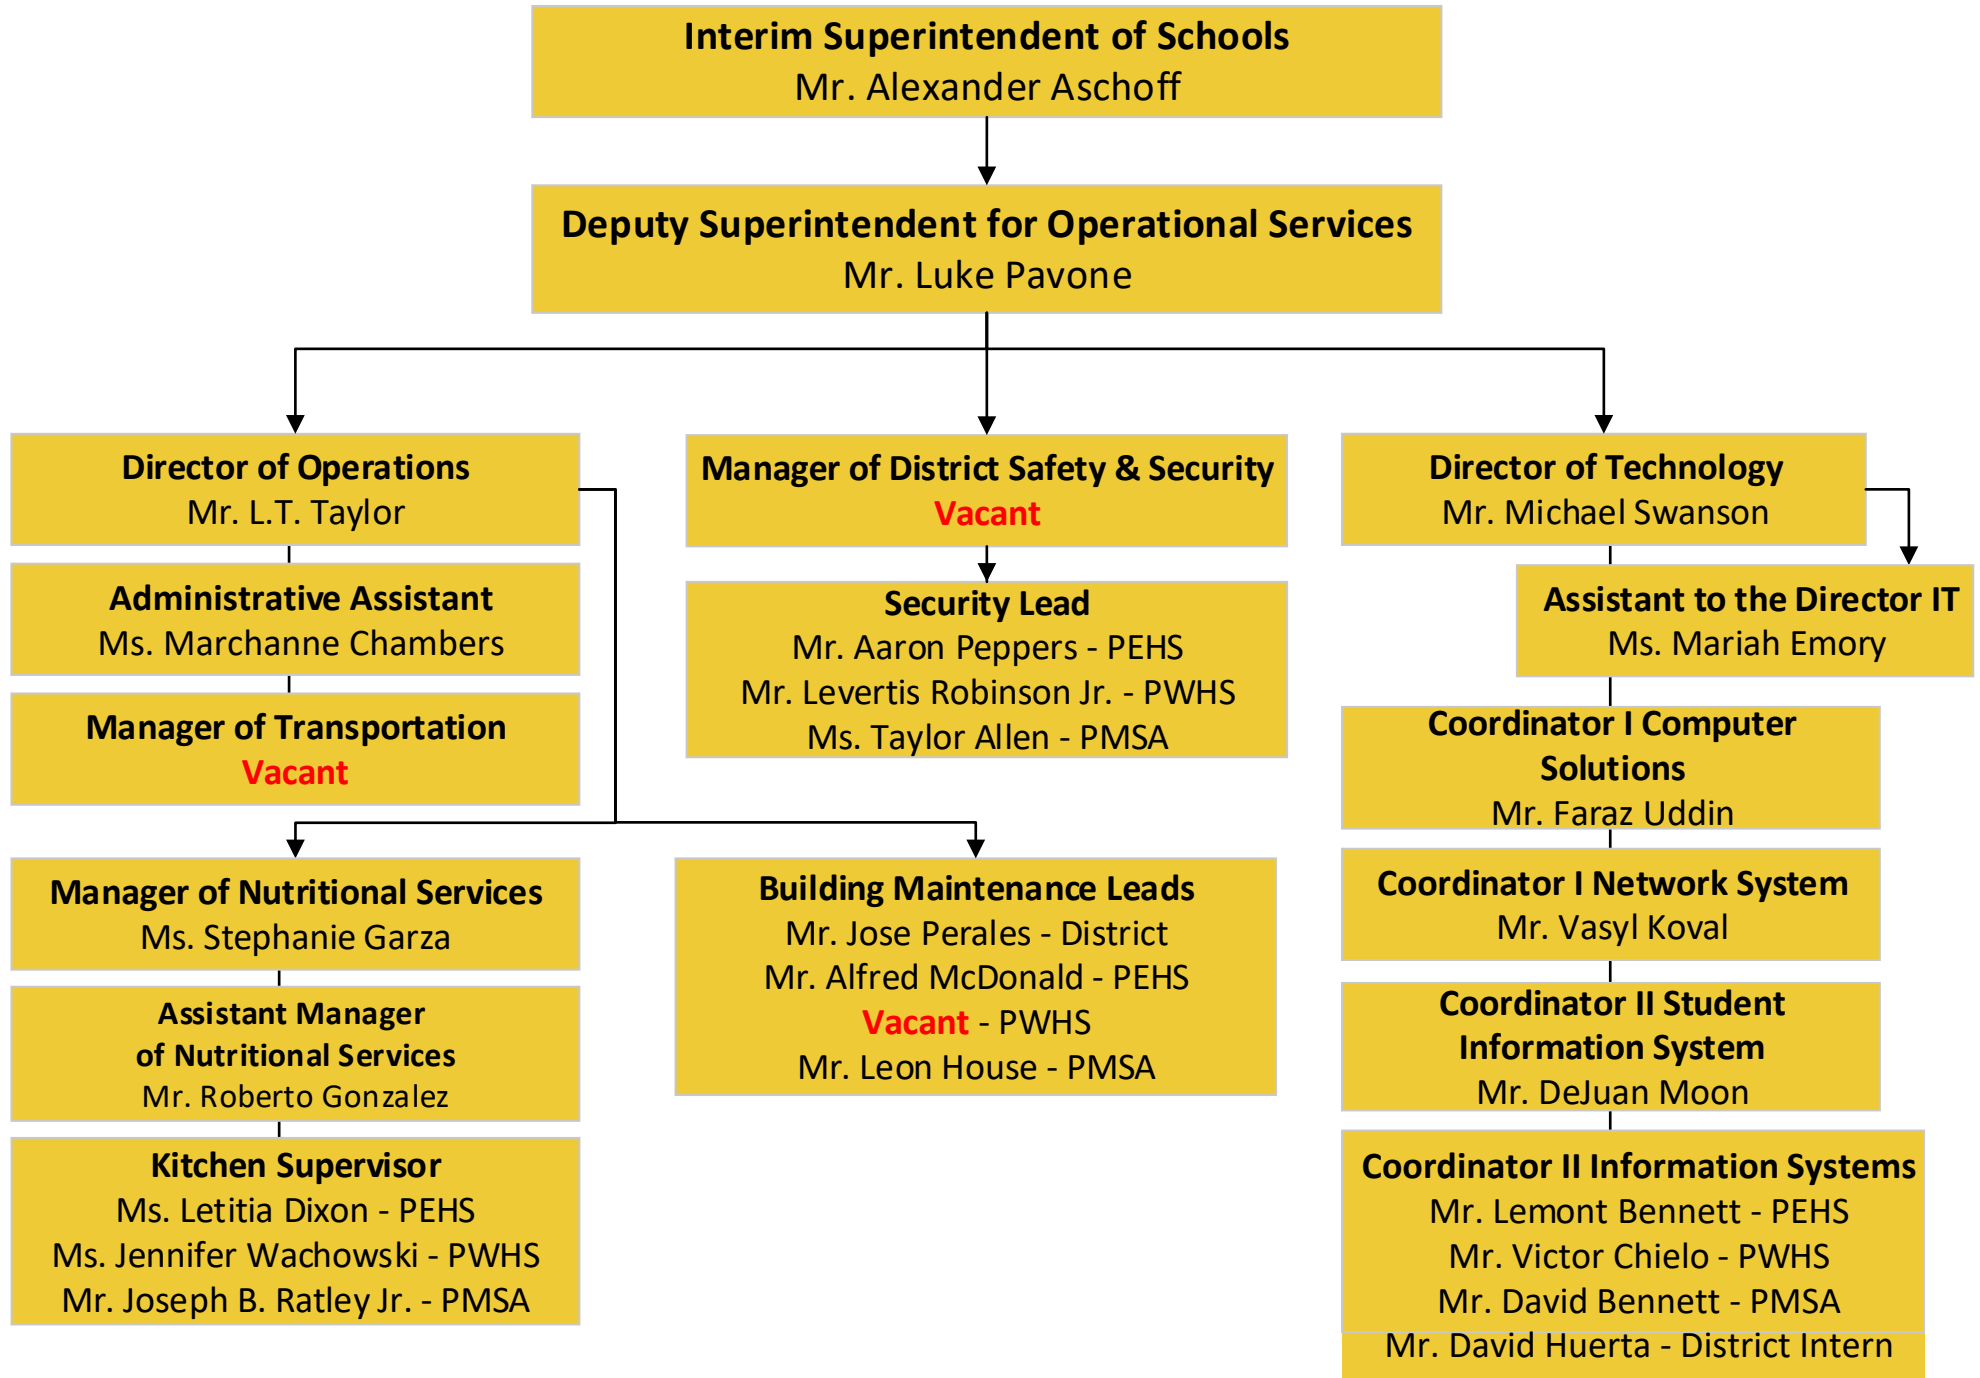 Interim Superintendent of Schools
Mr. Alexander Aschoff
Deputy Superintendent for Operational Services
Mr. Luke Pavone
Director of Operations
Mr. L.T. Taylor
Administrative Assistant
Ms. Marchanne Chambers
Manager of Transportation
Vacant
Manager of District Safety & Security
Vacant
Security Lead
Mr. Aaron Peppers - PEHS
Mr. Levertis Robinson Jr. - PWHS
Ms. Taylor Allen - PMSA
Director of Technology
Mr. Michael Swanson
Assistant to the Director IT
Ms. Mariah Emory
Coordinator I Computer
Solutions
Mr. Faraz Uddin
Coordinator I Network System
Mr. Vasyl Koval
Coordinator II Student
Information System
Mr. DeJuan Moon
Coordinator II Information Systems
Mr. Lemont Bennett - PEHS
Mr. Victor Chielo - PWHS
Mr. David Bennett - PMSA
Mr. David Huerta - District Intern
Manager of Nutritional Services
Ms. Stephanie Garza
Assistant Manager
of Nutritional Services
Mr. Roberto Gonzalez
Kitchen Supervisor
Ms. Letitia Dixon - PEHS
Ms. Jennifer Wachowski - PWHS
Mr. Joseph B. Ratley Jr. - PMSA
Building Maintenance Leads
Mr. Jose Perales - District
Mr. Alfred McDonald - PEHS
Vacant - PWHS
Mr. Leon House - PMSA